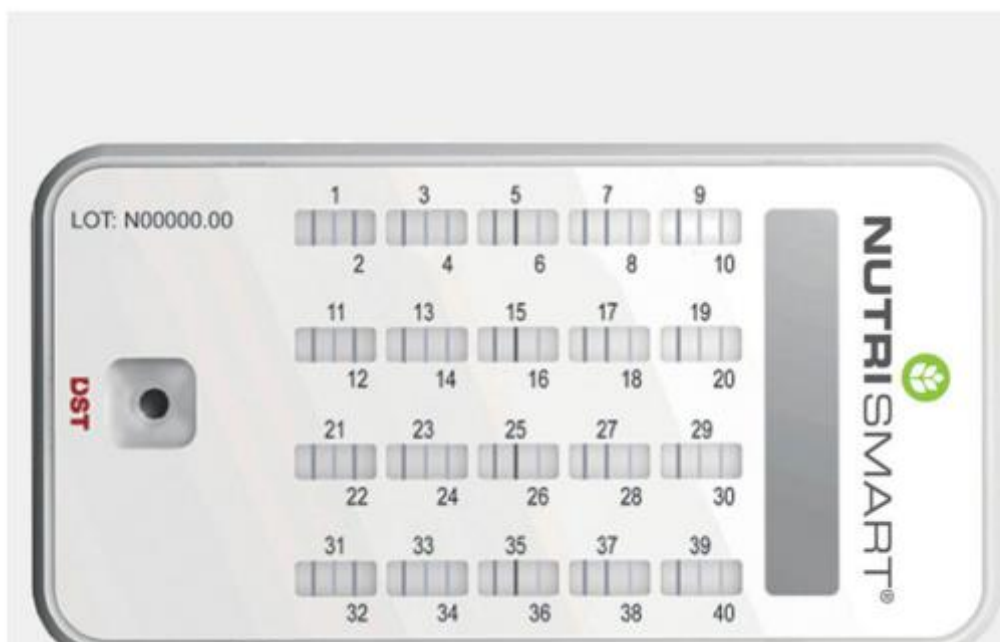 LOT: N00000.00
1 3 5 7 9
2 4 6 8 10
11 13 15 17 19
12 14 16 18 20
DST
21 23 25 27 29
22 24 26 28 30
31 33 35 37 39
32 34 36 38 40
NUTRISMART®